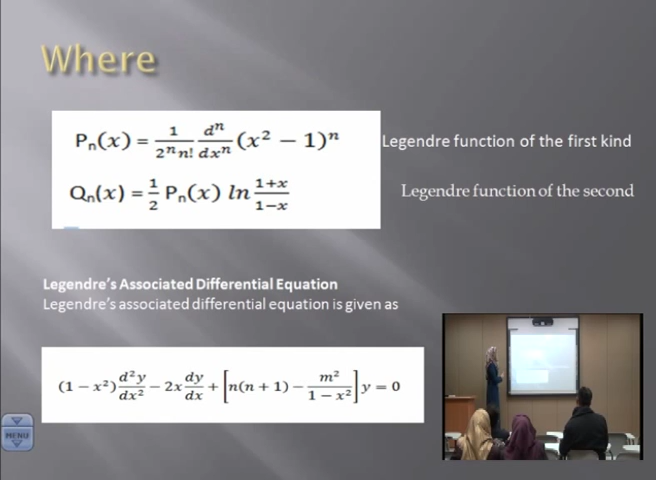 Where
Pₙ(x) = 1/(2ⁿn!) dⁿ/dxⁿ (x² − 1)ⁿ Legendre function of the first kind
Qₙ(x) = 1/2 Pₙ(x) ln (1+x)/(1−x) Legendre function of the second
Legendre's Associated Differential Equation
Legendre's associated differential equation is given as
(1 − x²) d²y/dx² − 2x dy/dx + [n(n + 1) − m²/(1 − x²)] y = 0
MENU